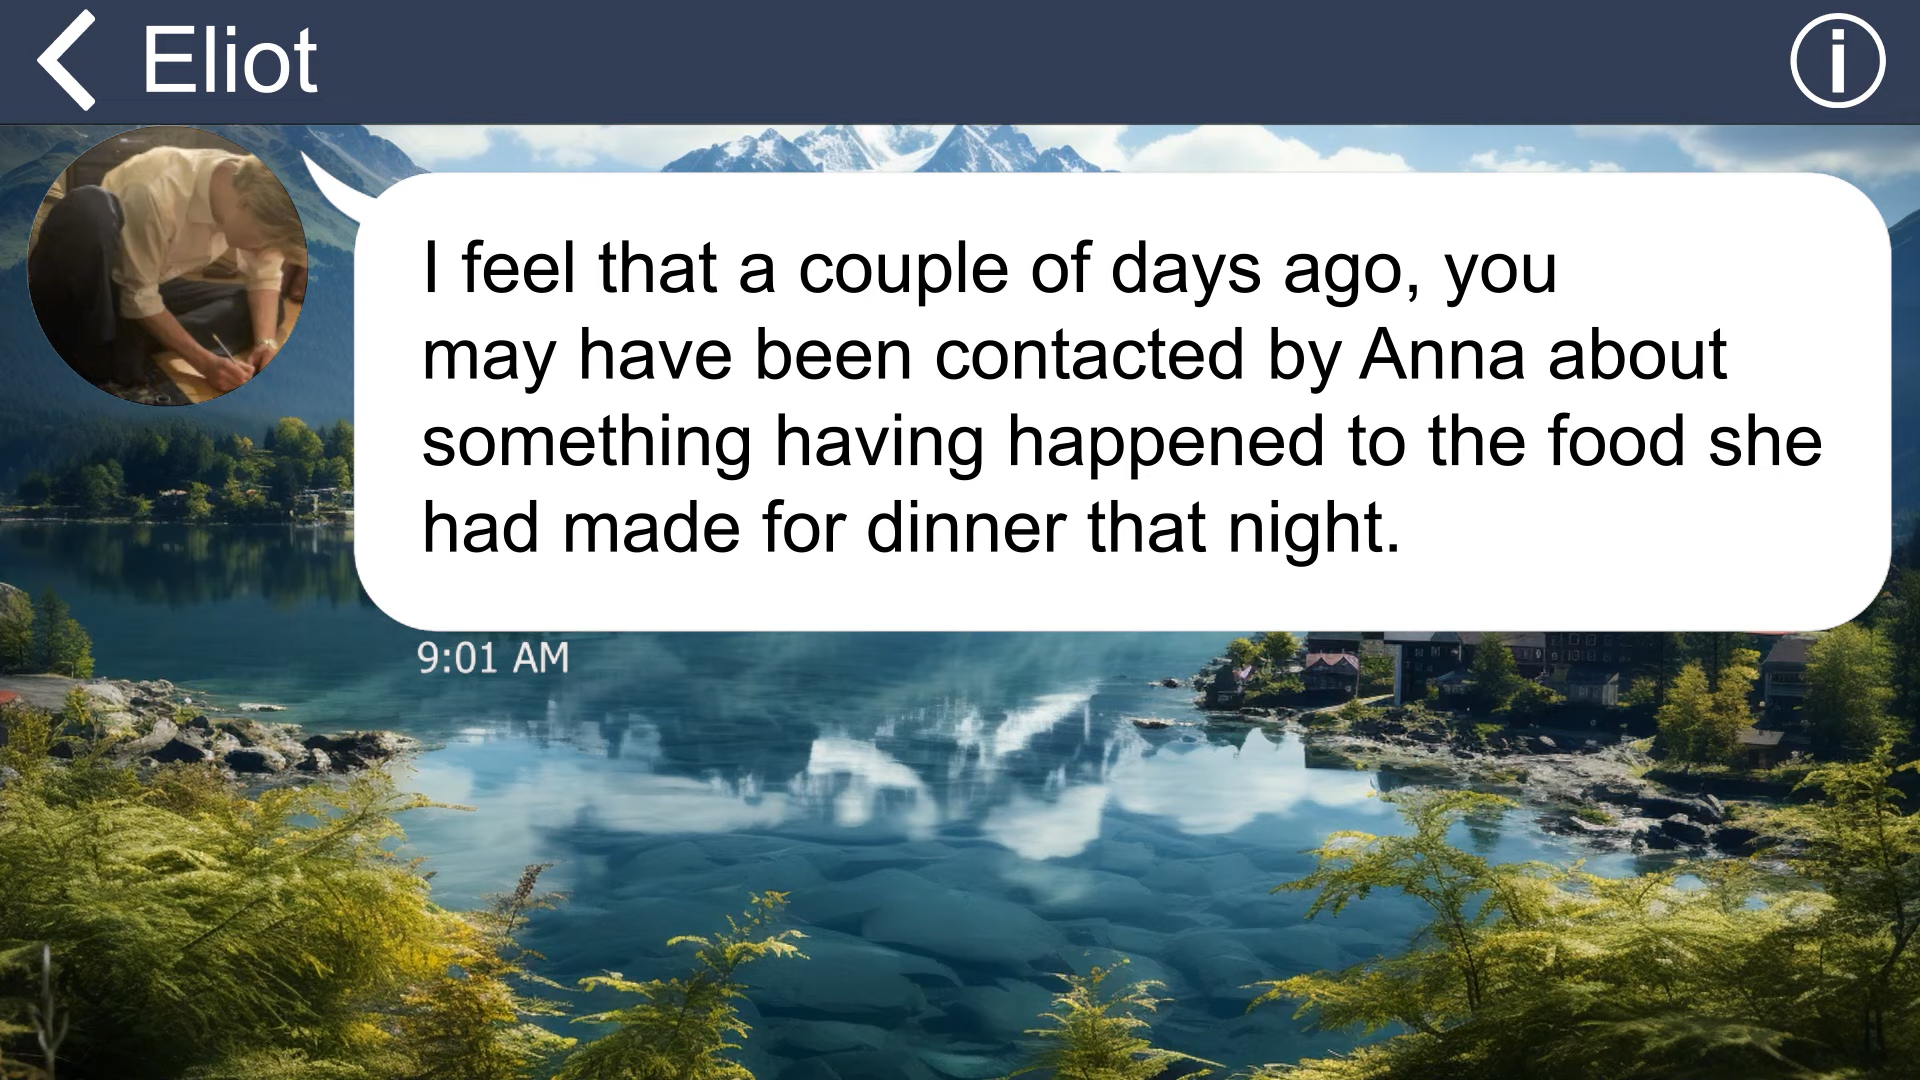 Eliot
I feel that a couple of days ago, you
may have been contacted by Anna about
something having happened to the food she
had made for dinner that night.
9:01 AM